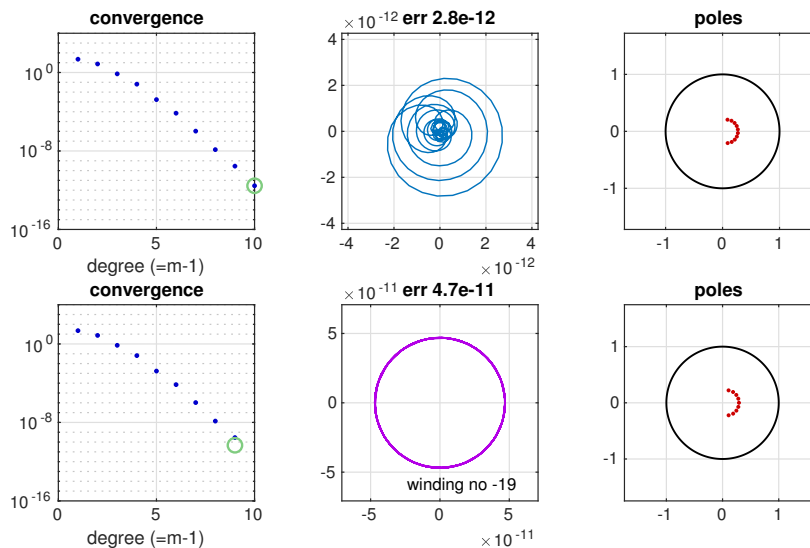 convergence
10^0
10^-8
10^-16
0 5 10
degree (=m-1)
× 10^-12 err 2.8e-12
4
2
0
-2
-4
-4 -2 0 2 4
× 10^-12
poles
1
0
-1
-1 0 1
convergence
10^0
10^-8
10^-16
0 5 10
degree (=m-1)
× 10^-11 err 4.7e-11
5
0
-5
winding no -19
-5 0 5
× 10^-11
poles
1
0
-1
-1 0 1